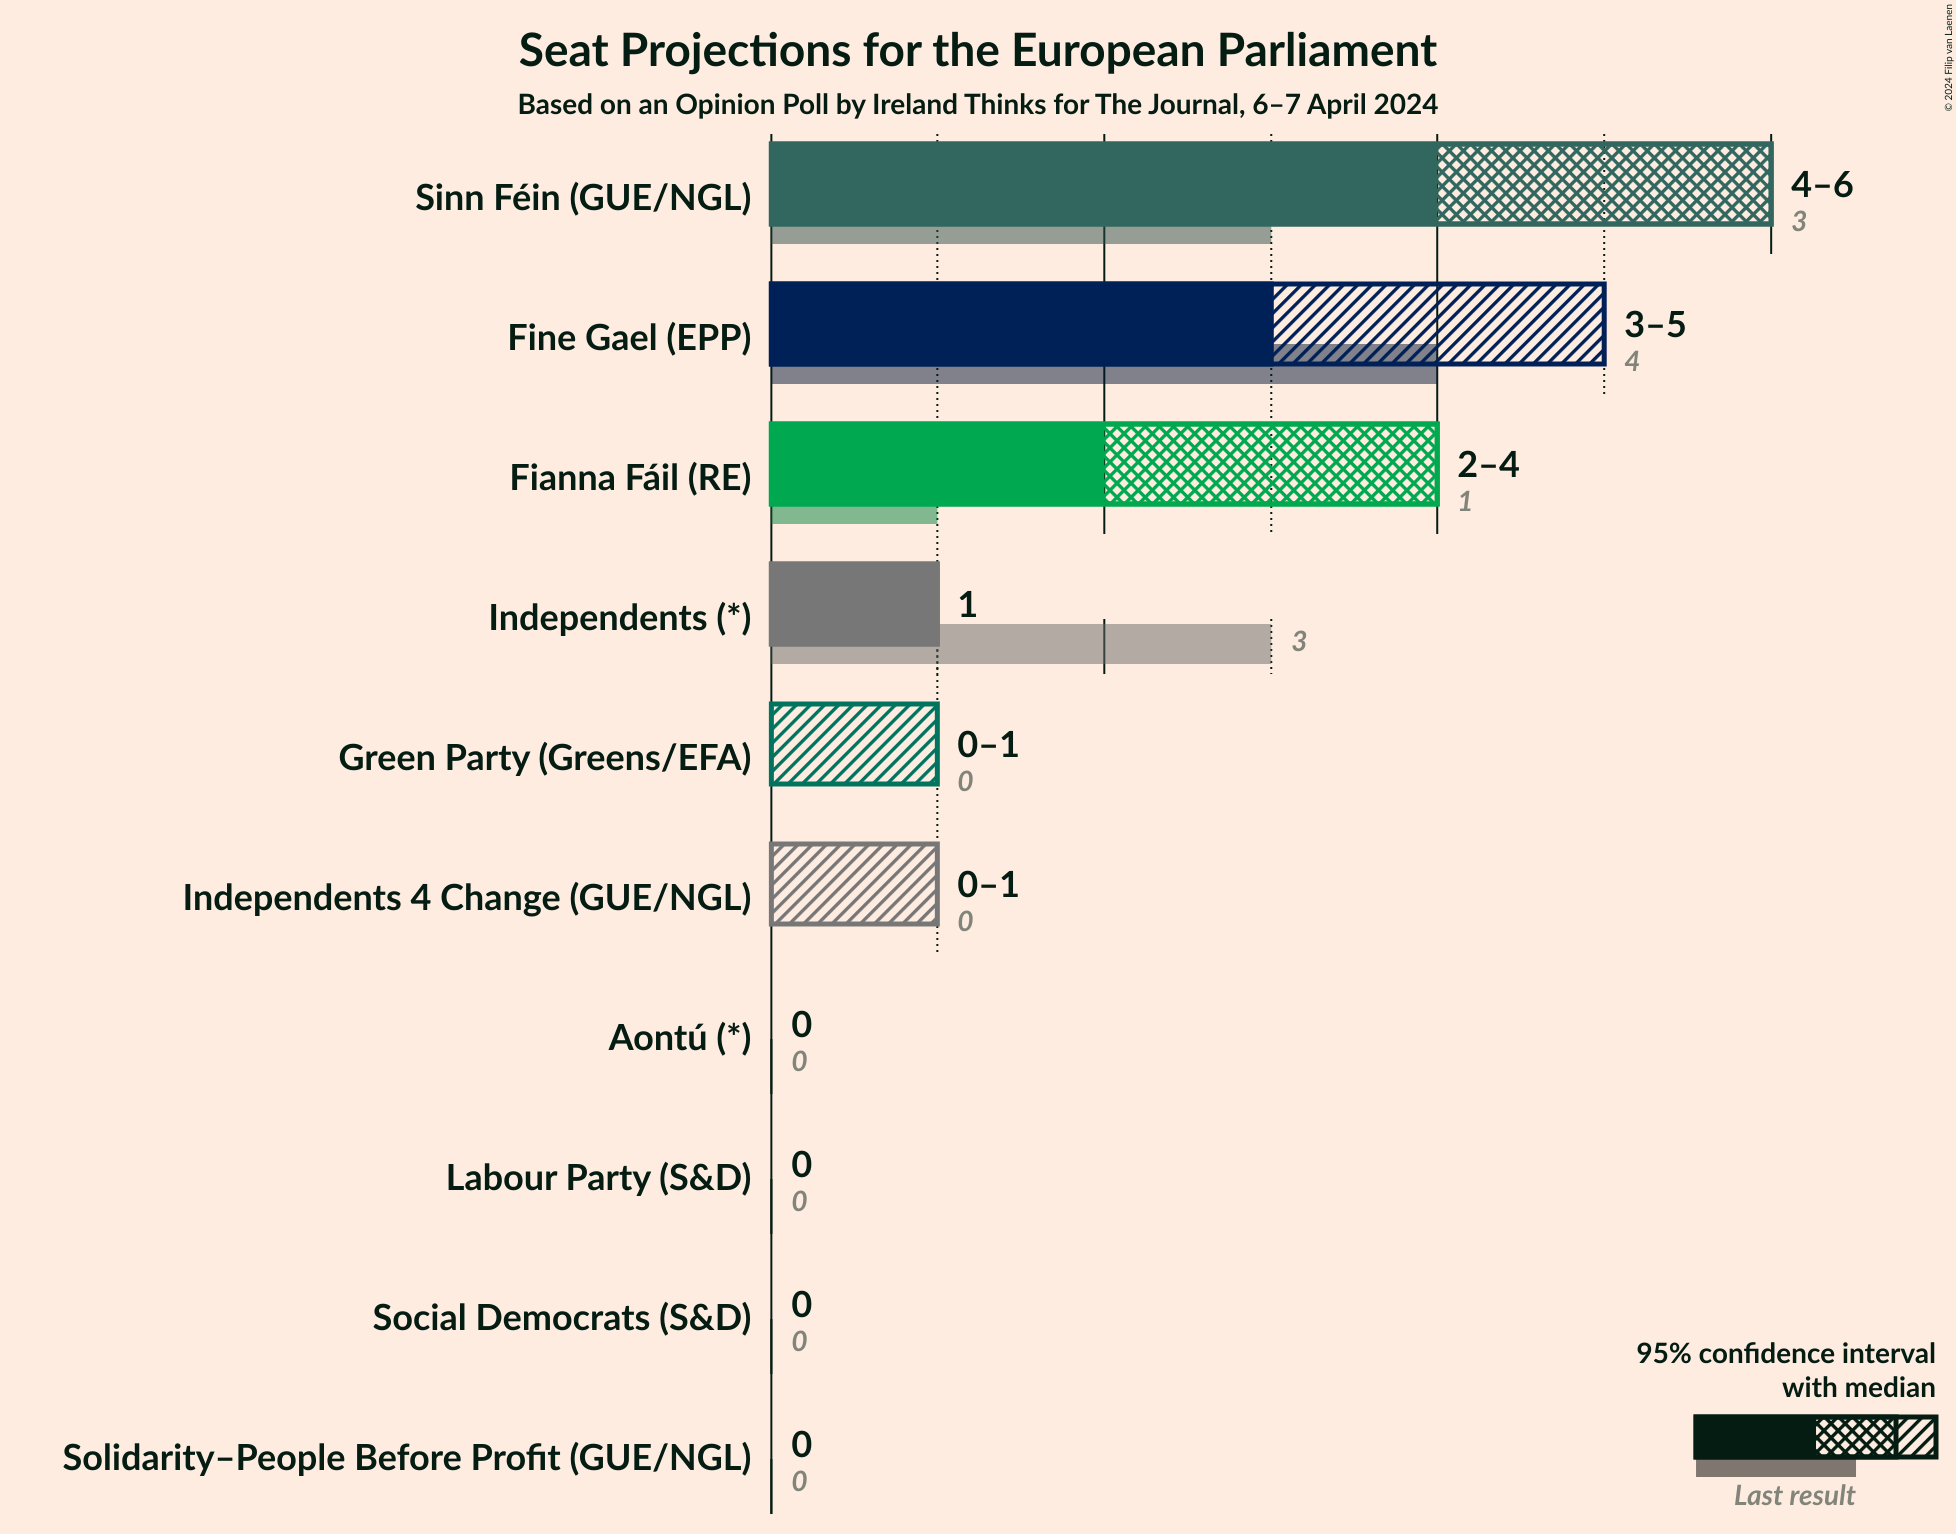 Seat Projections for the European Parliament
Based on an Opinion Poll by Ireland Thinks for The Journal, 6–7 April 2024
© 2024 Filip van Laenen
Sinn Féin (GUE/NGL)
4–6
3
Fine Gael (EPP)
3–5
4
Fianna Fáil (RE)
2–4
1
Independents (*)
1
3
Green Party (Greens/EFA)
0–1
0
Independents 4 Change (GUE/NGL)
0–1
0
Aontú (*)
0
0
Labour Party (S&D)
0
0
Social Democrats (S&D)
0
0
Solidarity–People Before Profit (GUE/NGL)
0
0
95% confidence interval
with median
Last result